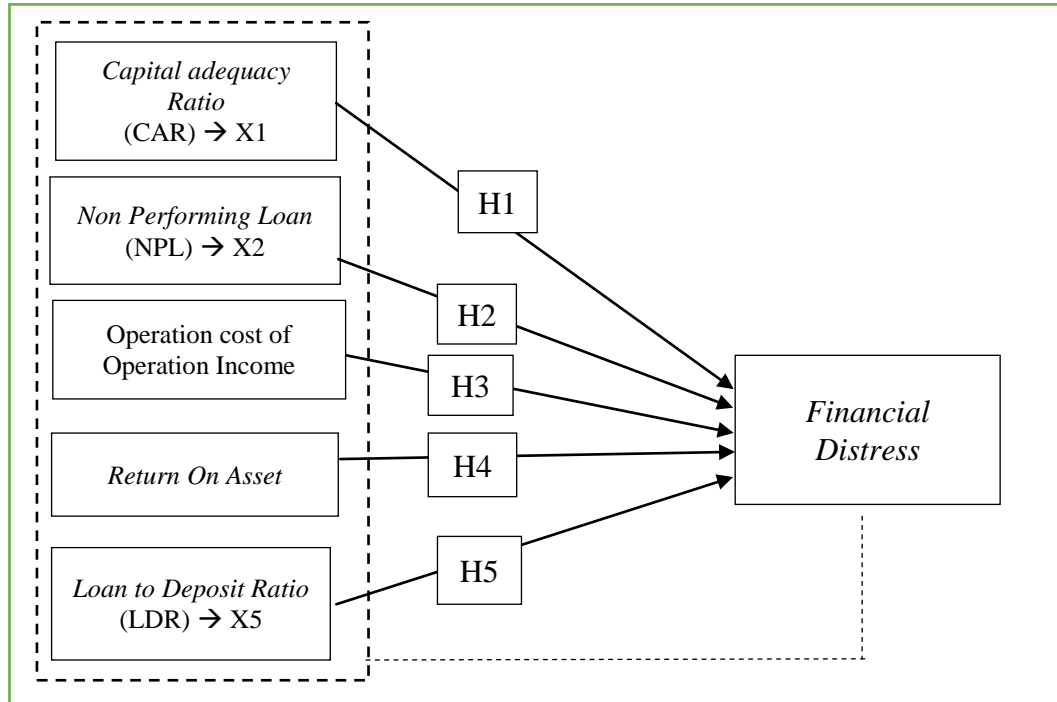 Capital adequacy
Ratio
(CAR) → X1
H1
Non Performing Loan
(NPL) → X2
H2
Operation cost of
Operation Income
H3
Return On Asset
H4
Loan to Deposit Ratio
(LDR) → X5
H5
Financial
Distress